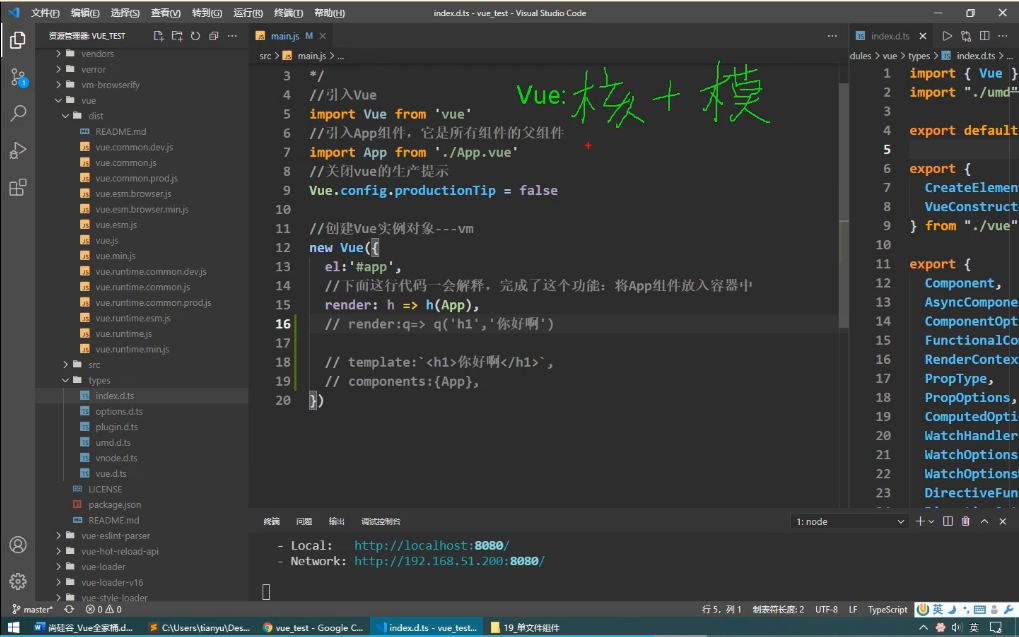 文件(F) 编辑(E) 选择(S) 查看(V) 转到(G) 运行(R) 终端(T) 帮助(H) index.d.ts - vue_test - Visual Studio Code
资源管理器: VUE_TEST
vendors
verror
vm-browserify
vue
dist
README.md
vue.common.dev.js
vue.common.js
vue.common.prod.js
vue.esm.browser.js
vue.esm.browser.min.js
vue.esm.js
vue.js
vue.min.js
vue.runtime.common.dev.js
vue.runtime.common.js
vue.runtime.common.prod.js
vue.runtime.esm.js
vue.runtime.js
vue.runtime.min.js
src
types
index.d.ts
options.d.ts
plugin.d.ts
umd.d.ts
vnode.d.ts
vue.d.ts
LICENSE
package.json
README.md
vue-eslint-parser
vue-hot-reload-api
vue-loader
vue-loader-v16
vue-style-loader
1
main.js M
src > main.js > ...
3 */
4 //引入Vue
5 import Vue from 'vue'
6 //引入App组件，它是所有组件的父组件
7 import App from './App.vue'
8 //关闭vue的生产提示
9 Vue.config.productionTip = false
10
11 //创建Vue实例对象---vm
12 new Vue({
13 el:'#app',
14 //下面这行代码一会解释，完成了这个功能：将App组件放入容器中
15 render: h => h(App),
16 // render:q=> q('h1','你好啊')
17
18 // template:`<h1>你好啊</h1>`,
19 // components:{App},
20 })
Vue: 核 + 模
index.d.ts
dules > vue > types > index.d.ts > ...
1 import { Vue }
2 import "./umd"
3
4 export default
5
6 export {
7 CreateElemen
8 VueConstruct
9 } from "./vue"
10
11 export {
12 Component,
13 AsyncCompone
14 ComponentOpt
15 FunctionalCo
16 RenderContex
17 PropType,
18 PropOptions,
19 ComputedOpti
20 WatchHandler
21 WatchOptions
22 WatchOptions
23 DirectiveFun
终端 问题 输出 调试控制台 1: node
- Local: http://localhost:8080/
- Network: http://192.168.51.200:8080/
master* 0 0 行 5，列 1 制表符长度: 2 UTF-8 LF TypeScript 英
尚硅谷_Vue全家桶.d... C:\Users\tianyu\Des... vue_test - Google C... index.d.ts - vue_test... 19_单文件组件 英